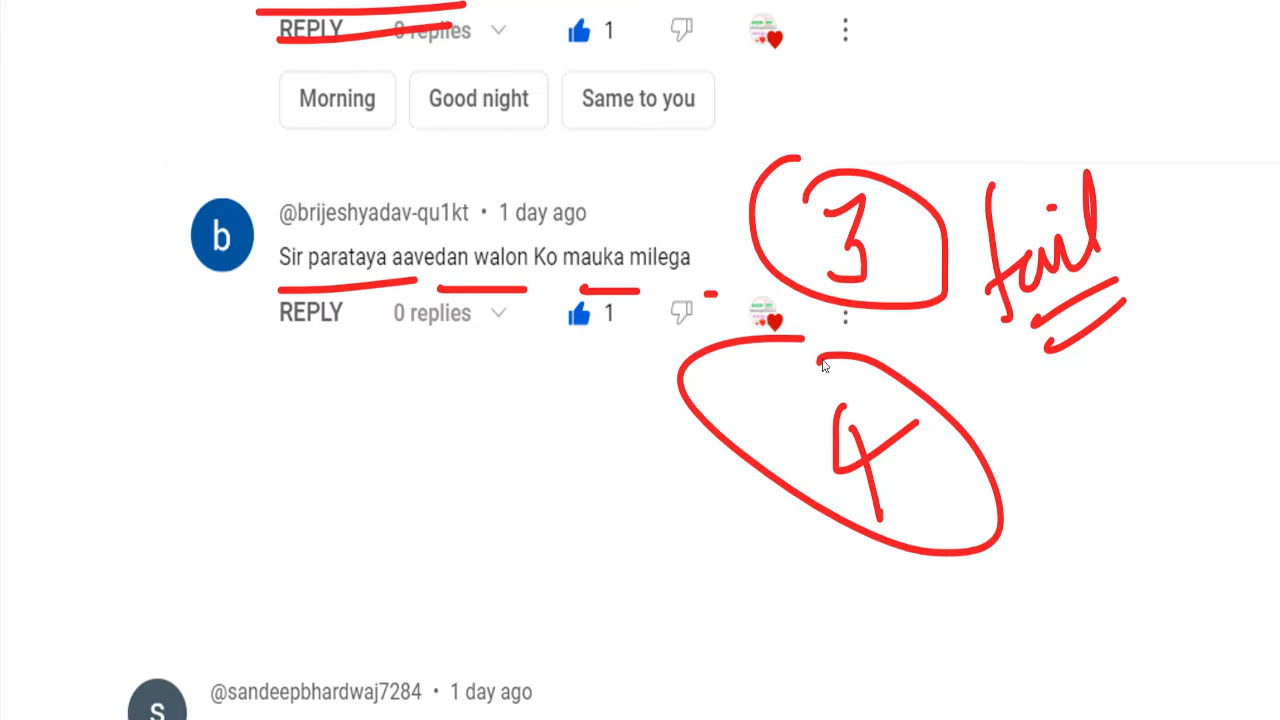 REPLY 0 replies 1
Morning Good night Same to you
@brijeshyadav-qu1kt • 1 day ago
b
Sir parataya aavedan walon Ko mauka milega
3 fail
REPLY 0 replies 1
4
@sandeepbhardwaj7284 • 1 day ago
s